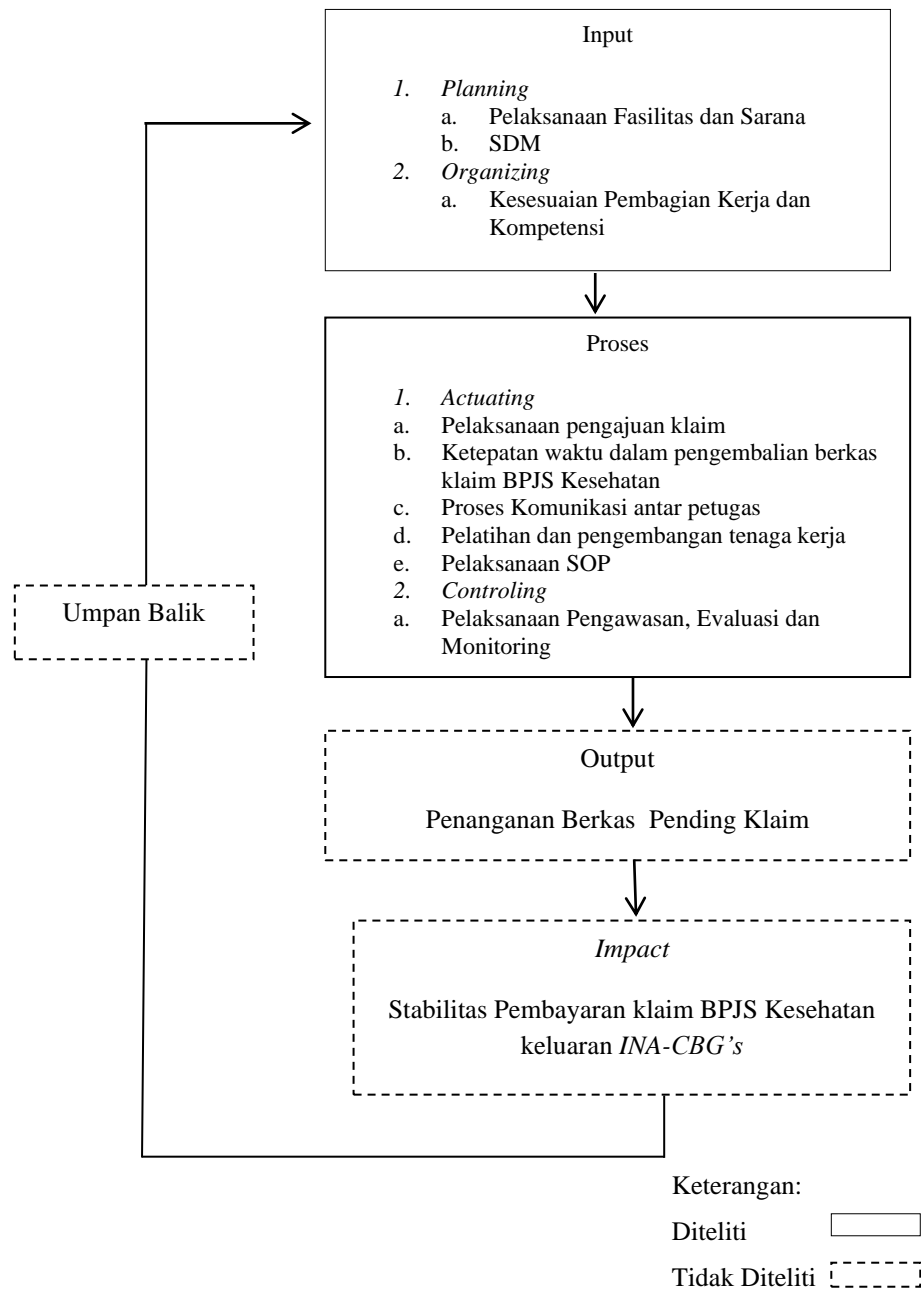 Input
1. Planning
a. Pelaksanaan Fasilitas dan Sarana
b. SDM
2. Organizing
a. Kesesuaian Pembagian Kerja dan
Kompetensi
Proses
1. Actuating
a. Pelaksanaan pengajuan klaim
b. Ketepatan waktu dalam pengembalian berkas
klaim BPJS Kesehatan
c. Proses Komunikasi antar petugas
d. Pelatihan dan pengembangan tenaga kerja
e. Pelaksanaan SOP
2. Controling
a. Pelaksanaan Pengawasan, Evaluasi dan
Monitoring
Umpan Balik
Output
Penanganan Berkas Pending Klaim
Impact
Stabilitas Pembayaran klaim BPJS Kesehatan
keluaran INA-CBG’s
Keterangan:
Diteliti
Tidak Diteliti